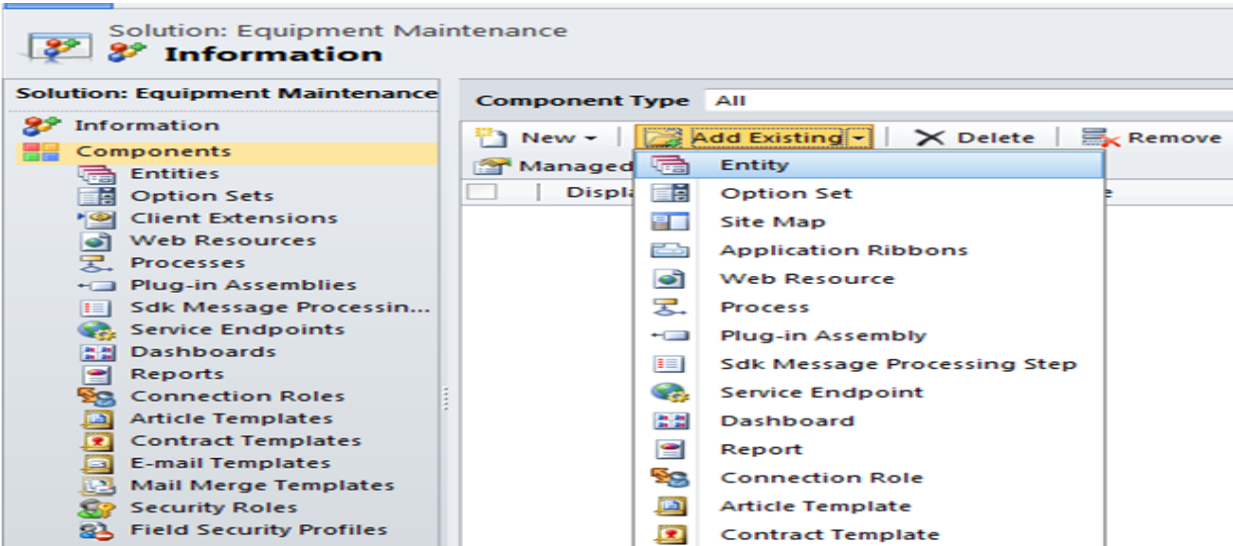 Solution: Equipment Maintenance
Information
Solution: Equipment Maintenance
Information
Components
Entities
Option Sets
Client Extensions
Web Resources
Processes
Plug-in Assemblies
Sdk Message Processin...
Service Endpoints
Dashboards
Reports
Connection Roles
Article Templates
Contract Templates
E-mail Templates
Mail Merge Templates
Security Roles
Field Security Profiles
Component Type All
New Add Existing Delete Remove
Managed
Displa e
Entity
Option Set
Site Map
Application Ribbons
Web Resource
Process
Plug-in Assembly
Sdk Message Processing Step
Service Endpoint
Dashboard
Report
Connection Role
Article Template
Contract Template